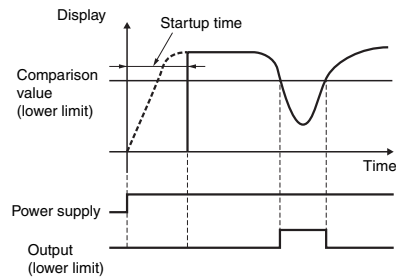 Display
Startup time
Comparison
value
(lower limit)
Time
Power supply
Output
(lower limit)